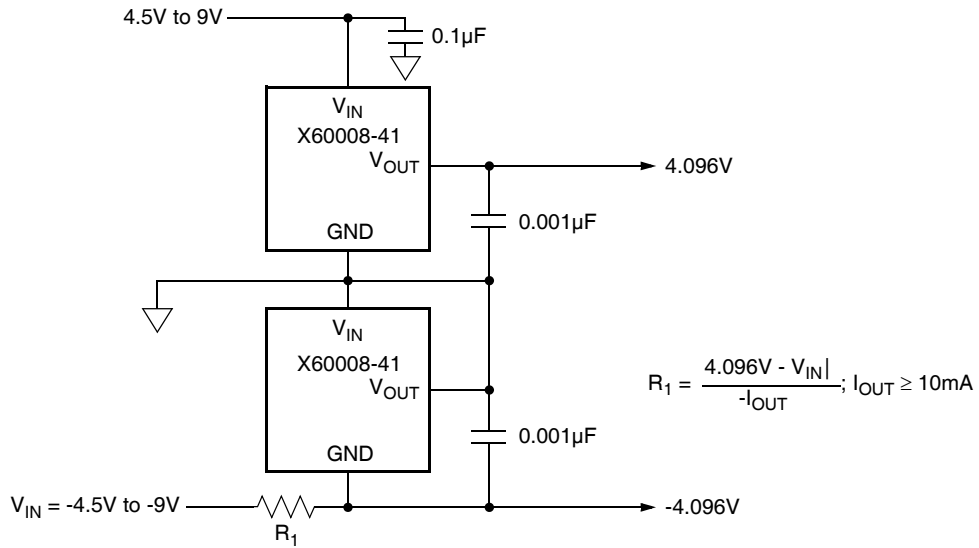 4.5V to 9V
0.1µF
VIN
X60008-41
VOUT
4.096V
0.001µF
GND
VIN
X60008-41
VOUT
R1 = 4.096V - VIN| / -IOUT ; IOUT ≥ 10mA
0.001µF
GND
VIN = -4.5V to -9V
-4.096V
R1